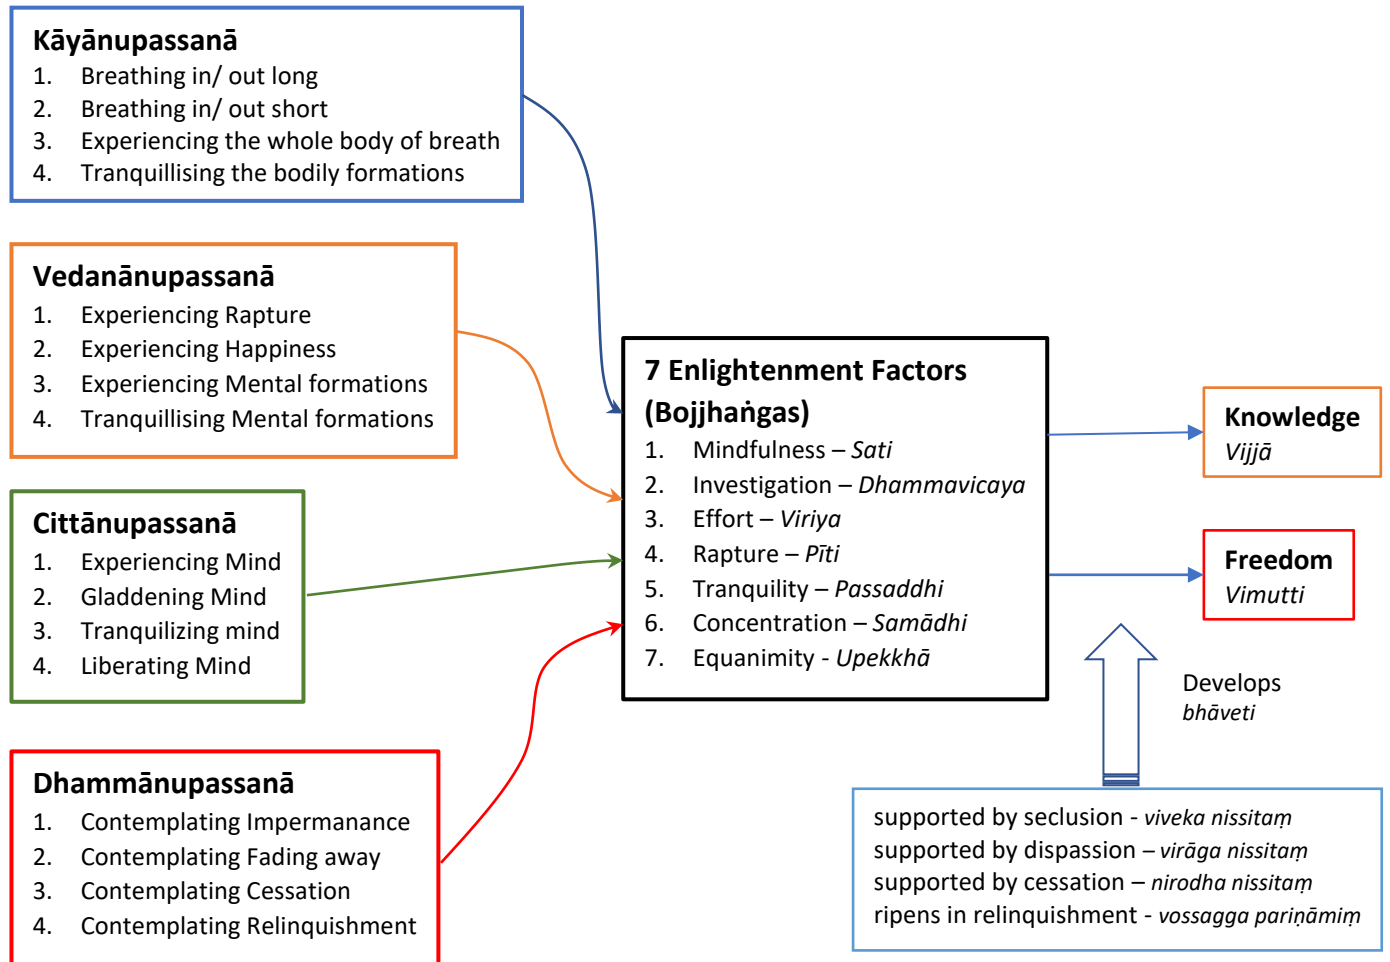 Kāyānupassanā
1. Breathing in/ out long
2. Breathing in/ out short
3. Experiencing the whole body of breath
4. Tranquillising the bodily formations
Vedanānupassanā
1. Experiencing Rapture
2. Experiencing Happiness
3. Experiencing Mental formations
4. Tranquillising Mental formations
Cittānupassanā
1. Experiencing Mind
2. Gladdening Mind
3. Tranquilizing mind
4. Liberating Mind
Dhammānupassanā
1. Contemplating Impermanance
2. Contemplating Fading away
3. Contemplating Cessation
4. Contemplating Relinquishment
7 Enlightenment Factors
(Bojjhaṅgas)
1. Mindfulness – Sati
2. Investigation – Dhammavicaya
3. Effort – Viriya
4. Rapture – Pīti
5. Tranquility – Passaddhi
6. Concentration – Samādhi
7. Equanimity - Upekkhā
Knowledge
Vijjā
Freedom
Vimutti
Develops
bhāveti
supported by seclusion - viveka nissitaṃ
supported by dispassion – virāga nissitaṃ
supported by cessation – nirodha nissitaṃ
ripens in relinquishment - vossagga pariṇāmiṃ